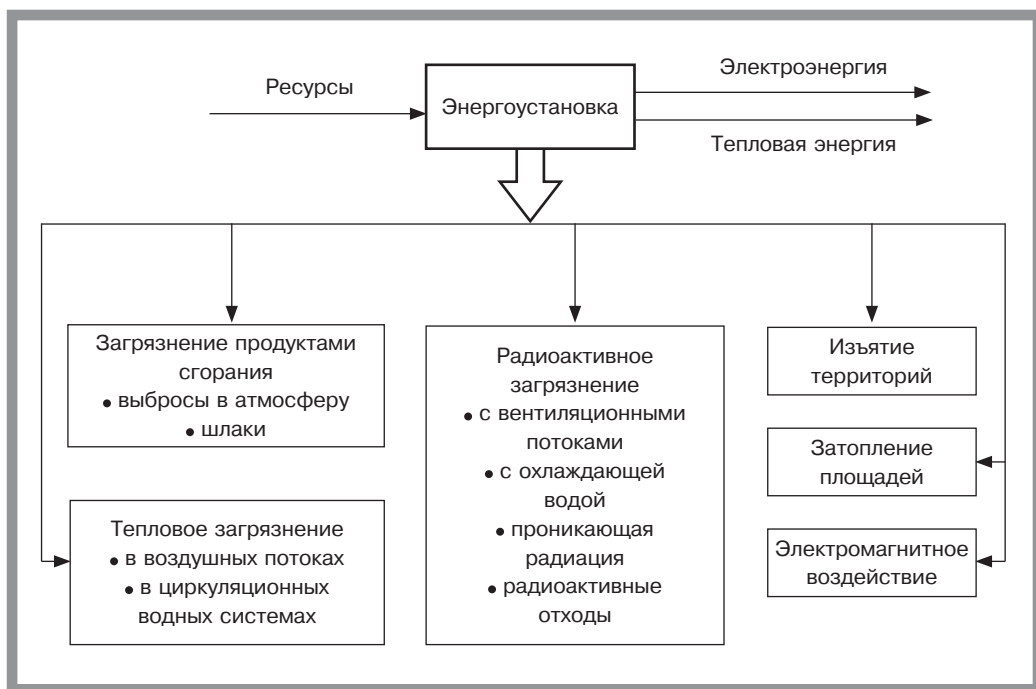 Ресурсы
Энергоустановка
Электроэнергия
Тепловая энергия
Загрязнение продуктами
сгорания
• выбросы в атмосферу
• шлаки
Тепловое загрязнение
• в воздушных потоках
• в циркуляционных
водных системах
Радиоактивное
загрязнение
• с вентиляционными
потоками
• с охлаждающей
водой
• проникающая
радиация
• радиоактивные
отходы
Изъятие
территорий
Затопление
площадей
Электромагнитное
воздействие